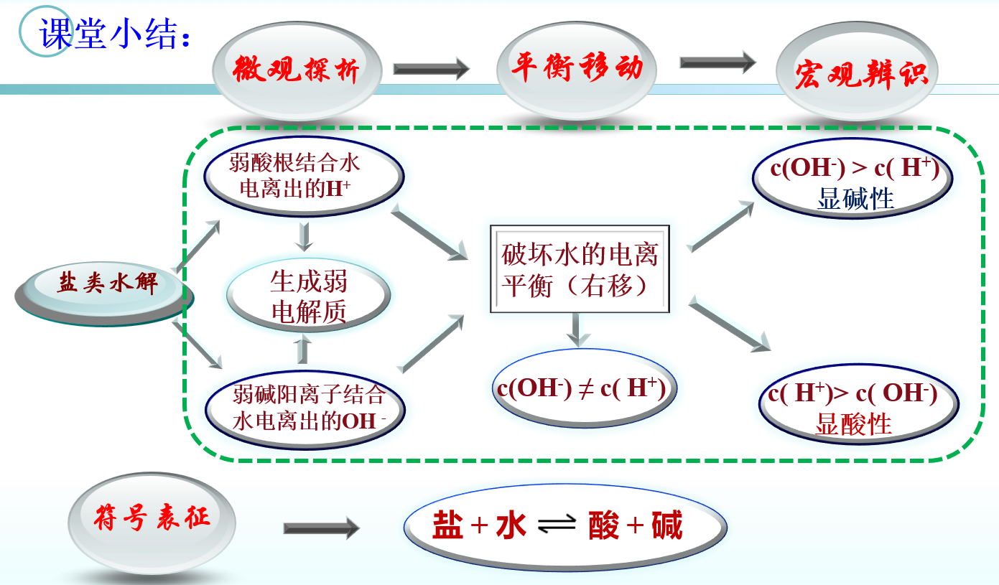 课堂小结：
微观探析
平衡移动
宏观辨识
弱酸根结合水
电离出的H⁺
c(OH⁻) > c( H⁺)
显碱性
盐类水解
生成弱
电解质
破坏水的电离
平衡（右移）
弱碱阳离子结合
水电离出的OH ⁻
c(OH⁻) ≠ c( H⁺)
c( H⁺)> c( OH⁻)
显酸性
符号表征
盐 + 水 ⇌ 酸 + 碱